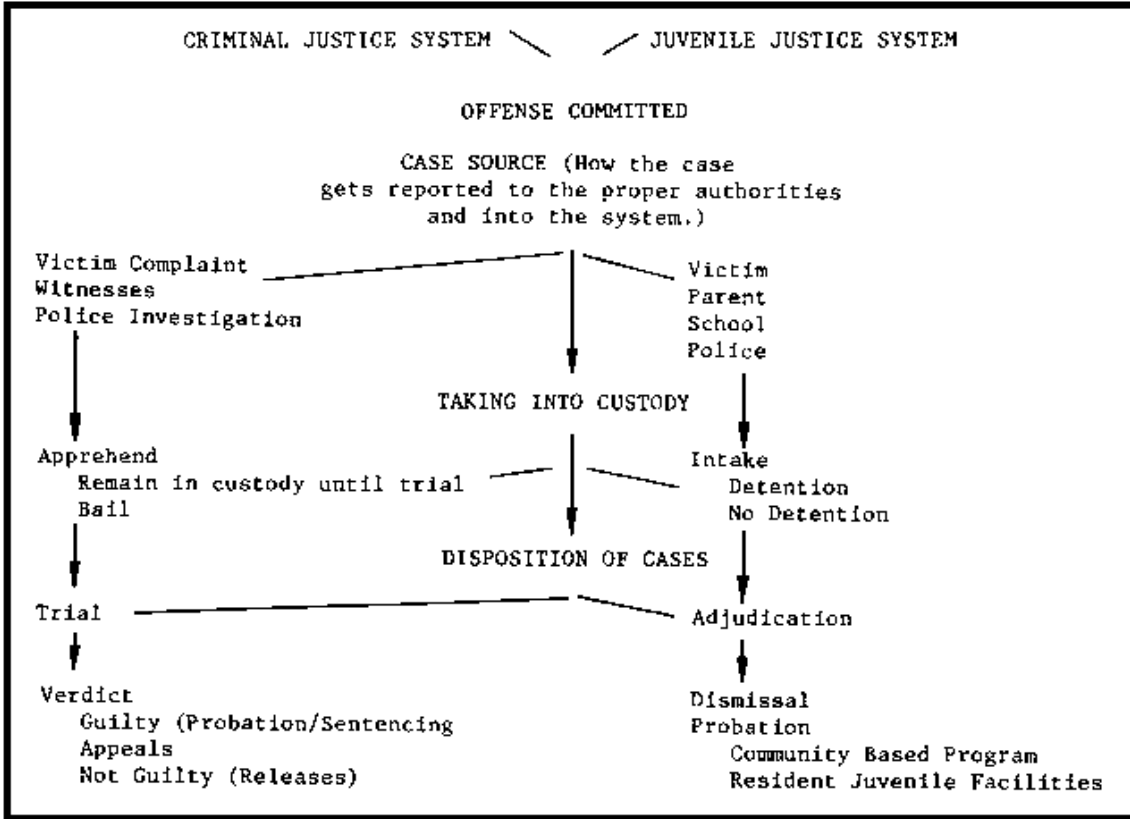 CRIMINAL JUSTICE SYSTEM
JUVENILE JUSTICE SYSTEM
OFFENSE COMMITTED
CASE SOURCE (How the case
gets reported to the proper authorities
and into the system.)
Victim Complaint
Witnesses
Police Investigation
Victim
Parent
School
Police
TAKING INTO CUSTODY
Apprehend
Remain in custody until trial
Bail
Intake
Detention
No Detention
DISPOSITION OF CASES
Trial
Adjudication
Verdict
Guilty (Probation/Sentencing
Appeals
Not Guilty (Releases)
Dismissal
Probation
Community Based Program
Resident Juvenile Facilities